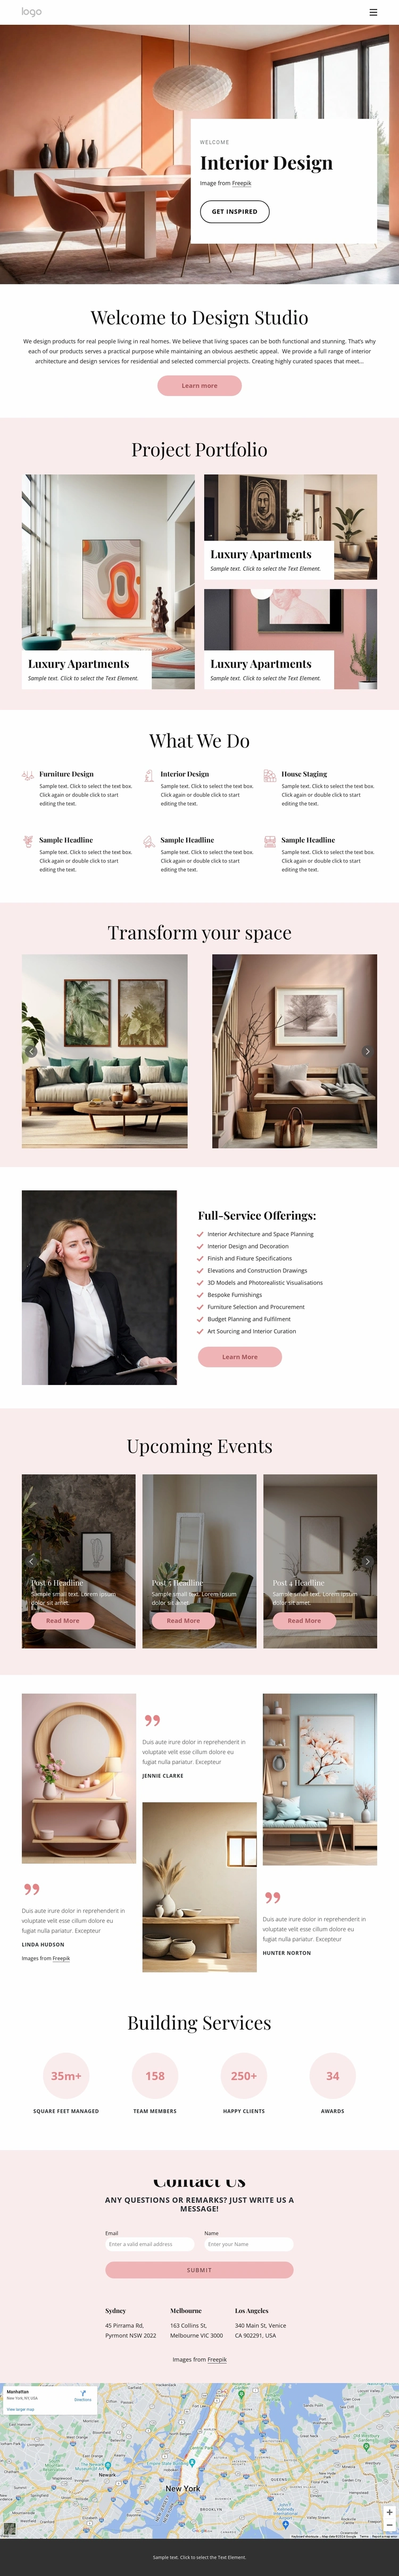 logo
WELCOME
Interior Design
Image from Freepik
GET INSPIRED
Welcome to Design Studio
We design products for real people living in real homes. We believe that living spaces can be both functional and stunning. That's why
each of our products serves a practical purpose while maintaining an obvious aesthetic appeal. We provide a full range of interior
architecture and design services for residential and selected commercial projects. Creating highly curated spaces that meet...
Learn more
Project Portfolio
Luxury Apartments
Sample text. Click to select the Text Element.
Luxury Apartments
Sample text. Click to select the Text Element.
Luxury Apartments
Sample text. Click to select the Text Element.
What We Do
Furniture Design
Sample text. Click to select the text box.
Click again or double click to start
editing the text.
Interior Design
Sample text. Click to select the text box.
Click again or double click to start
editing the text.
House Staging
Sample text. Click to select the text box.
Click again or double click to start
editing the text.
Sample Headline
Sample text. Click to select the text box.
Click again or double click to start
editing the text.
Sample Headline
Sample text. Click to select the text box.
Click again or double click to start
editing the text.
Sample Headline
Sample text. Click to select the text box.
Click again or double click to start
editing the text.
Transform your space
Full-Service Offerings:
Interior Architecture and Space Planning
Interior Design and Decoration
Finish and Fixture Specifications
Elevations and Construction Drawings
3D Models and Photorealistic Visualisations
Bespoke Furnishings
Furniture Selection and Procurement
Budget Planning and Fulfilment
Art Sourcing and Interior Curation
Learn More
Upcoming Events
Post 6 Headline
Sample small text. Lorem ipsum
dolor sit amet.
Read More
Post 5 Headline
Sample small text. Lorem ipsum
dolor sit amet.
Read More
Post 4 Headline
Sample small text. Lorem ipsum
dolor sit amet.
Read More
Duis aute irure dolor in reprehenderit in
voluptate velit esse cillum dolore eu
fugiat nulla pariatur. Excepteur
JENNIE CLARKE
Duis aute irure dolor in reprehenderit in
voluptate velit esse cillum dolore eu
fugiat nulla pariatur. Excepteur
LINDA HUDSON
Images from Freepik
Duis aute irure dolor in reprehenderit in
voluptate velit esse cillum dolore eu
fugiat nulla pariatur. Excepteur
HUNTER NORTON
Building Services
35m+
SQUARE FEET MANAGED
158
TEAM MEMBERS
250+
HAPPY CLIENTS
34
AWARDS
Contact Us
ANY QUESTIONS OR REMARKS? JUST WRITE US A
MESSAGE!
Email
Enter a valid email address
Name
Enter your Name
SUBMIT
Sydney
45 Pirrama Rd,
Pyrmont NSW 2022
Melbourne
163 Collins St,
Melbourne VIC 3000
Los Angeles
340 Main St, Venice
CA 902291, USA
Images from Freepik
Manhattan
New York, NY, USA
Directions
View larger map
Newark
New York
BROOKLYN
QUEENS
Sample text. Click to select the Text Element.